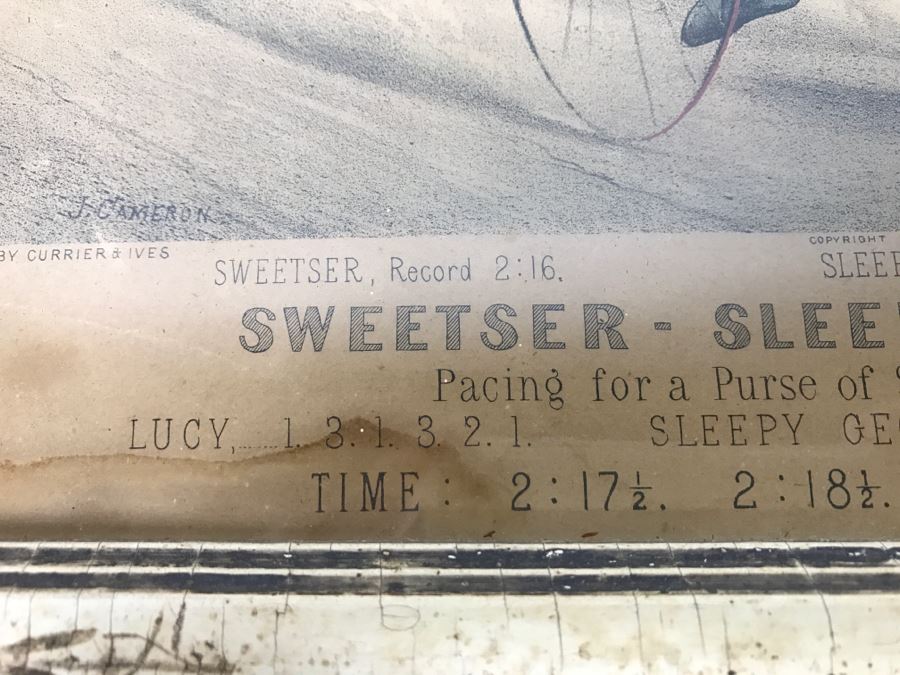 J. CAMERON
BY CURRIER & IVES COPYRIGHT
SWEETSER, Record 2:16. SLEEP
SWEETSER - SLEE
Pacing for a Purse of
LUCY,...... 1. 3. 1. 3. 2. 1. SLEEPY GE
TIME: 2:17½. 2:18½.